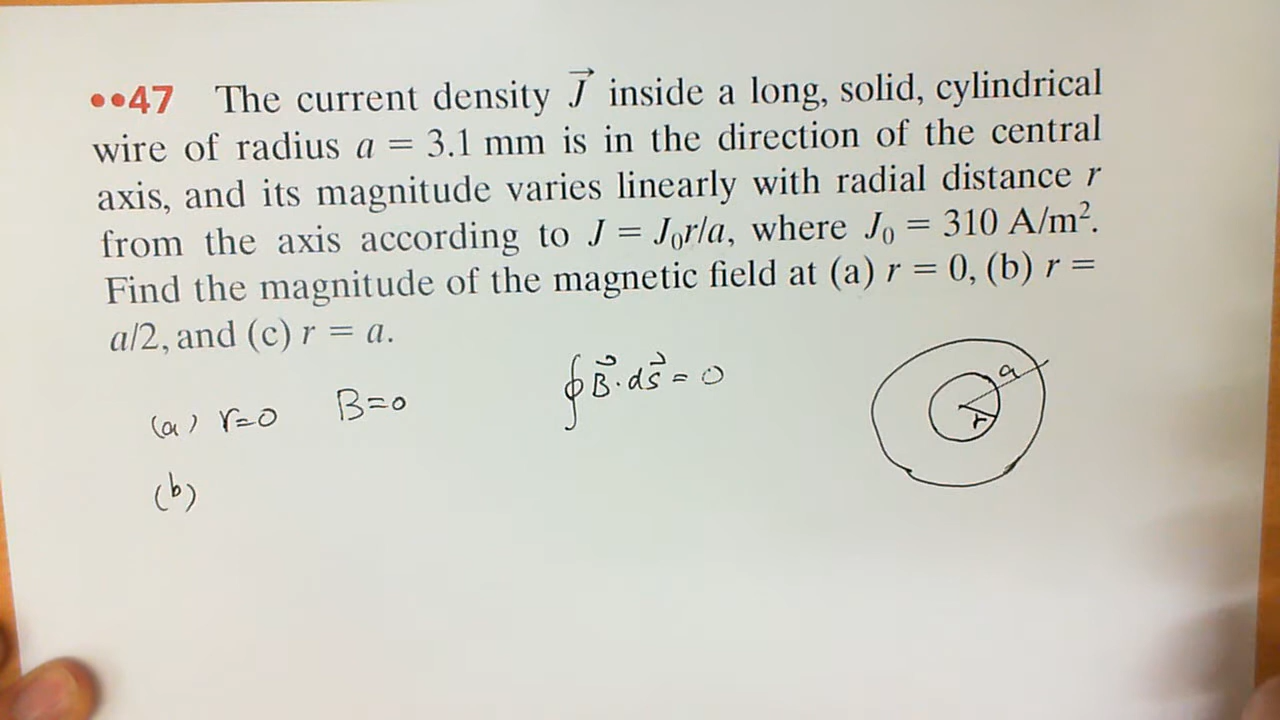 ••47 The current density J⃗ inside a long, solid, cylindrical
wire of radius a = 3.1 mm is in the direction of the central
axis, and its magnitude varies linearly with radial distance r
from the axis according to J = J₀r/a, where J₀ = 310 A/m².
Find the magnitude of the magnetic field at (a) r = 0, (b) r =
a/2, and (c) r = a.
(a) r=0 B=0 ∮B⃗·ds⃗ = 0
a
r
(b)